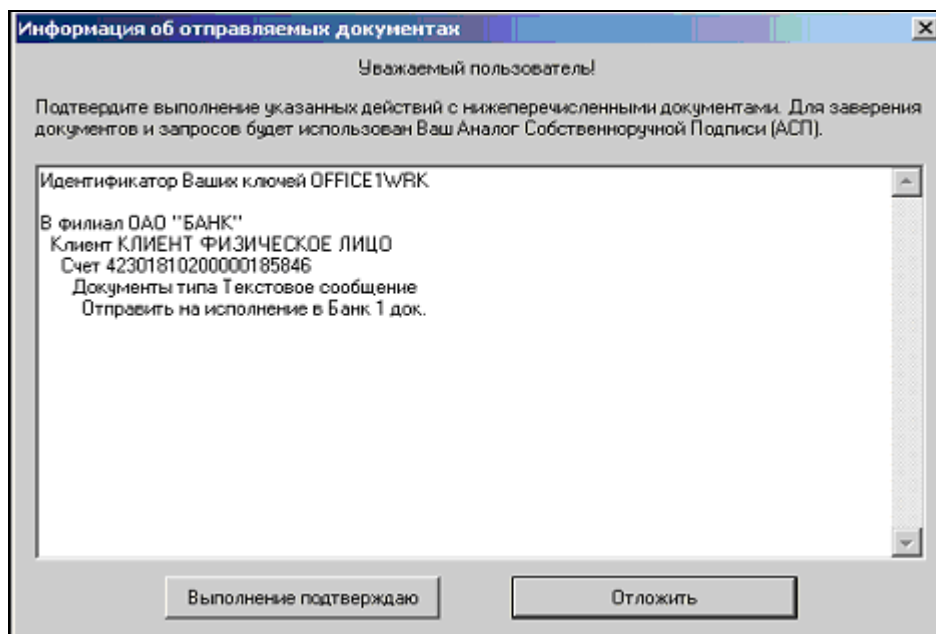 Информация об отправляемых документах
Уважаемый пользователь!
Подтвердите выполнение указанных действий с нижеперечисленными документами. Для заверения
документов и запросов будет использован Ваш Аналог Собственноручной Подписи (АСП).
Идентификатор Ваших ключей OFFICE1WRK
В филиал ОАО "БАНК"
Клиент КЛИЕНТ ФИЗИЧЕСКОЕ ЛИЦО
Счет 42301810200000185846
Документы типа Текстовое сообщение
Отправить на исполнение в Банк 1 док.
Выполнение подтверждаю
Отложить